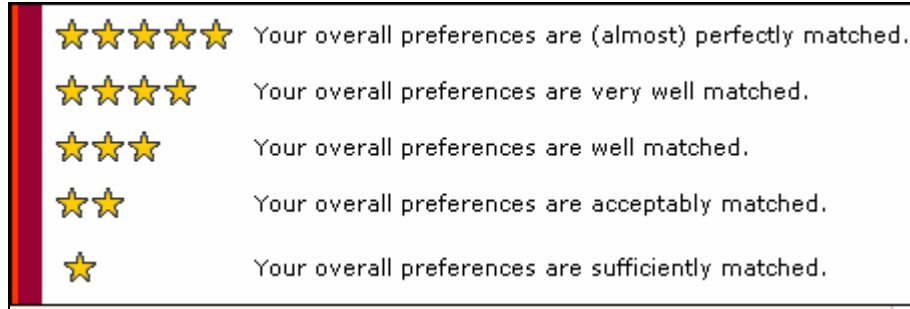 Your overall preferences are (almost) perfectly matched.
Your overall preferences are very well matched.
Your overall preferences are well matched.
Your overall preferences are acceptably matched.
Your overall preferences are sufficiently matched.